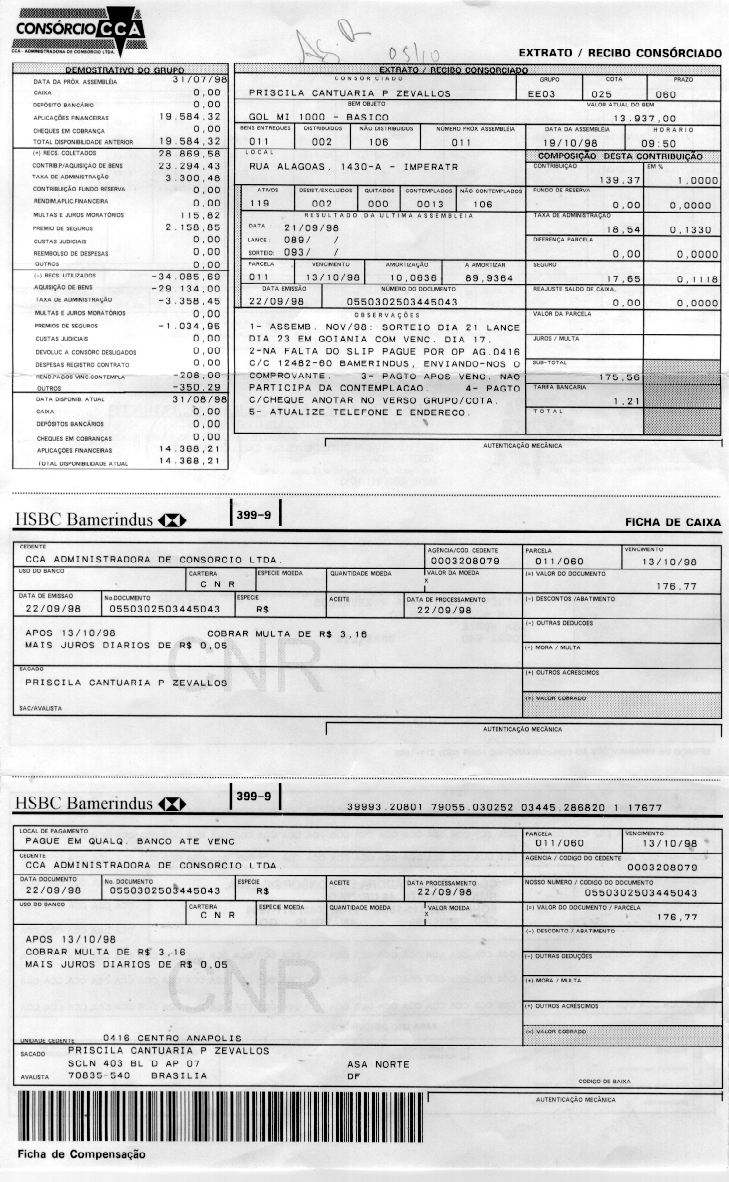 CONSÓRCIO CCA
CCA - ADMINISTRADORA DE CONSÓRCIO LTDA.
05/10
EXTRATO / RECIBO CONSÓRCIADO
DEMOSTRATIVO DO GRUPO
DATA DA PRÓX. ASSEMBLÉIA 31/07/98
CAIXA 0,00
DEPÓSITO BANCÁRIO 0,00
APLICAÇÕES FINANCEIRAS 19.584,32
CHEQUES EM COBRANÇA 0,00
TOTAL DISPONIBILIDADE ANTERIOR 19.584,32
(+) RECS. COLETADOS 28.869,58
CONTRIB.P/AQUISIÇÃO DE BENS 23.294,43
TAXA DE ADMINISTRAÇÃO 3.300,48
CONTRIBUIÇÃO FUNDO RESERVA 0,00
RENDIM.APLIC.FINANCEIRA 0,00
MULTAS E JUROS MORATÓRIOS 115,82
PREMIO DE SEGUROS 2.158,85
CUSTAS JUDICIAIS 0,00
REEMBOLSO DE DESPESAS 0,00
OUTROS 0,00
(-) RECS. UTILIZADOS -34.085,69
AQUISIÇÃO DE BENS -29 134,00
TAXA DE ADMINISTRAÇÃO -3.358,45
MULTAS E JUROS MORATÓRIOS 0,00
PREMIOS DE SEGUROS -1.034,96
CUSTAS JUDICIAIS 0,00
DEVOLUC A CONSÓRC DESLIGADOS 0,00
DESPESAS REGISTRO CONTRATO 0,00
REND.PAGOS VINC.CONTEMPLA -208,00
OUTROS -350,29
DATA DISPONIB. ATUAL 31/08/98
CAIXA 0,00
DEPÓSITOS BANCÁRIOS 0,00
CHEQUES EM COBRANÇAS 0,00
APLICAÇÕES FINANCEIRAS 14.368,21
TOTAL DISPONIBILIDADE ATUAL 14.368,21
EXTRATO / RECIBO CONSORCIADO
CONSÓRCIADO GRUPO COTA PRAZO
PRISCILA CANTUARIA P ZEVALLOS EE03 025 060
BEM OBJETO VALOR ATUAL DO BEM
GOL MI 1000 - BASICO 13.937,00
BENS ENTREGUES DISTRIBUIDOS NÃO DISTRIBUIDOS NÚMERO PRÓX ASSEMBLÉIA DATA DA ASSEMBLÉIA HORARIO
011 002 106 011 19/10/98 09:50
LOCAL
RUA ALAGOAS. 1430-A - IMPERATR
COMPOSIÇÃO DESTA CONTRIBUIÇÃO
CONTRIBUIÇÃO EM %
139.37 1.0000
ATIVOS DESIST/EXCLUIDOS QUITADOS CONTEMPLADOS NÃO CONTEMPLADOS
119 002 000 0013 106
FUNDO DE RESERVA
0,00 0,0000
RESULTADO DA ULTIMA ASSEMBLEIA
DATA : 21/09/98
LANCE: 089/ /
SORTEIO: 093/ /
TAXA DE ADMINISTRAÇÃO
18,54 0,1330
DIFERENÇA PARCELA
0,00 0,0000
PARCELA VENCIMENTO AMORTIZAÇÃO A AMORTIZAR
011 13/10/98 10,0636 89,9364
SEGURO
17,65 0,1118
DATA EMISSÃO NÚMERO DO DOCUMENTO
22/09/98 0550302503445043
REAJUSTE SALDO DE CAIXA.
0,00 0,0000
OBSERVAÇÕES
1- ASSEMB. NOV/98: SORTEIO DIA 21 LANCE
DIA 23 EM GOIANIA COM VENC. DIA 17.
2-NA FALTA DO SLIP PAGUE POR OP AG.0416
C/C 12482-60 BAMERINDUS, ENVIANDO-NOS O
COMPROVANTE. 3- PAGTO APOS VENC. NAO
PARTICIPA DA CONTEMPLACAO. 4- PAGTO
C/CHEQUE ANOTAR NO VERSO GRUPO/COTA.
5- ATUALIZE TELEFONE E ENDERECO.
VALOR DA PARCELA
JUROS / MULTA
SUB-TOTAL
175,56
TARIFA BANCARIA
1.21
TOTAL
AUTENTICAÇÃO MECÂNICA
HSBC Bamerindus 399-9 FICHA DE CAIXA
CEDENTE AGÊNCIA/CÓD. CEDENTE PARCELA VENCIMENTO
CCA ADMINISTRADORA DE CONSORCIO LTDA. 0003208079 011/060 13/10/98
USO DO BANCO CARTEIRA ESPECIE MOEDA QUANTIDADE MOEDA VALOR DA MOEDA (=) VALOR DO DOCUMENTO
C N R X 176.77
DATA DE EMISSAO No.DOCUMENTO ESPECIE ACEITE DATA DE PROCESSAMENTO (-) DESCONTOS /ABATIMENTO
22/09/98 0550302503445043 R$ 22/09/98
(-) OUTRAS DEDUCOES
APOS 13/10/98 COBRAR MULTA DE R$ 3,16
MAIS JUROS DIARIOS DE R$ 0,05
CNR
(+) MORA / MULTA
SACADO (+) OUTROS ACRESCIMOS
PRISCILA CANTUARIA P ZEVALLOS
(=) VALOR COBRADO
SAC/AVALISTA
AUTENTICAÇÃO MECÂNICA
HSBC Bamerindus 399-9 39993.20801 79055.030252 03445.286820 1 17677
LOCAL DE PAGAMENTO PARCELA VENCIMENTO
PAGUE EM QUALQ. BANCO ATE VENC 011/060 13/10/98
CEDENTE AGENCIA / CODIGO DO CEDENTE
CCA ADMINISTRADORA DE CONSORCIO LTDA. 0003208079
DATA DOCUMENTO No. DOCUMENTO ESPECIE ACEITE DATA PROCESSAMENTO NOSSO NUMERO / CODIGO DO DOCUMENTO
22/09/98 0550302503445043 R$ 22/09/98 0550302503445043
USO DO BANCO CARTEIRA ESPECIE MOEDA QUANTIDADE MOEDA VALOR MOEDA (=) VALOR DO DOCUMENTO / PARCELA
C N R X 176,77
(-) DESCONTO / ABATIMENTO
APOS 13/10/98
COBRAR MULTA DE R$ 3,16
MAIS JUROS DIARIOS DE R$ 0,05
CNR
(-) OUTRAS DEDUÇÕES
(+) MORA / MULTA
(+) OUTROS ACRÉSCIMOS
(=) VALOR COBRADO
UNIDADE CEDENTE 0416 CENTRO ANAPOLIS
SACADO PRISCILA CANTUARIA P ZEVALLOS
SCLN 403 BL D AP 07 ASA NORTE
AVALISTA 70835-540 BRASILIA DF
CODIGO DE BAIXA
AUTENTICAÇÃO MECÂNICA
Ficha de Compensação